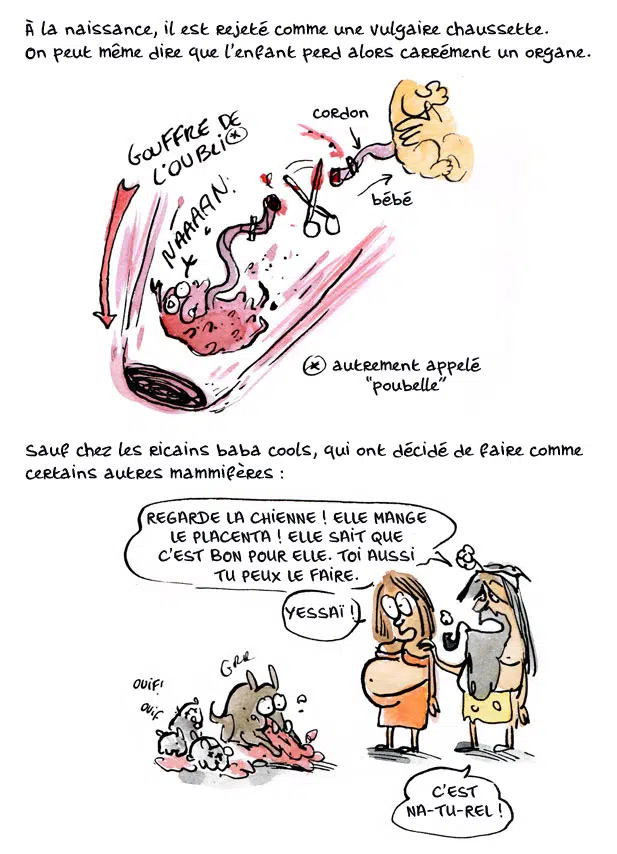 À la naissance, il est rejeté comme une vulgaire chaussette.
On peut même dire que l'enfant perd alors carrément un organe.
GOUFFRE DE
L'OUBLI *
NAAAAN!
cordon
bébé
* autrement appelé
"poubelle"
Sauf chez les ricains baba cools, qui ont décidé de faire comme
certains autres mammifères :
REGARDE LA CHIENNE ! ELLE MANGE
LE PLACENTA ! ELLE SAIT QUE
C'EST BON POUR ELLE. TOI AUSSI
TU PEUX LE FAIRE.
YESSAÏ !
GRR
OUIF!
OUIF
C'EST
NA-TU-REL !